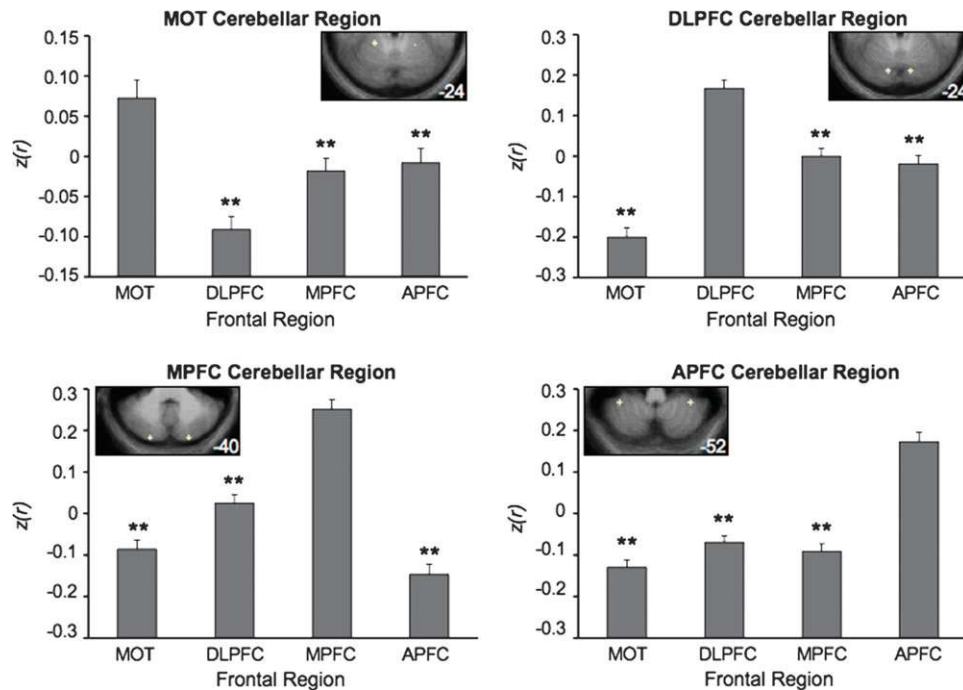 MOT Cerebellar Region
0.15
0.10
0.05
0
-0.05
-0.10
-0.15
z(r)
-24
**
**
**
MOT DLPFC MPFC APFC
Frontal Region
DLPFC Cerebellar Region
0.3
0.2
0.1
0
-0.1
-0.2
-0.3
z(r)
-24
**
**
**
MOT DLPFC MPFC APFC
Frontal Region
MPFC Cerebellar Region
0.3
0.2
0.1
0
-0.1
-0.2
-0.3
z(r)
-40
**
**
**
MOT DLPFC MPFC APFC
Frontal Region
APFC Cerebellar Region
0.3
0.2
0.1
0
-0.1
-0.2
-0.3
z(r)
-52
**
**
**
MOT DLPFC MPFC APFC
Frontal Region